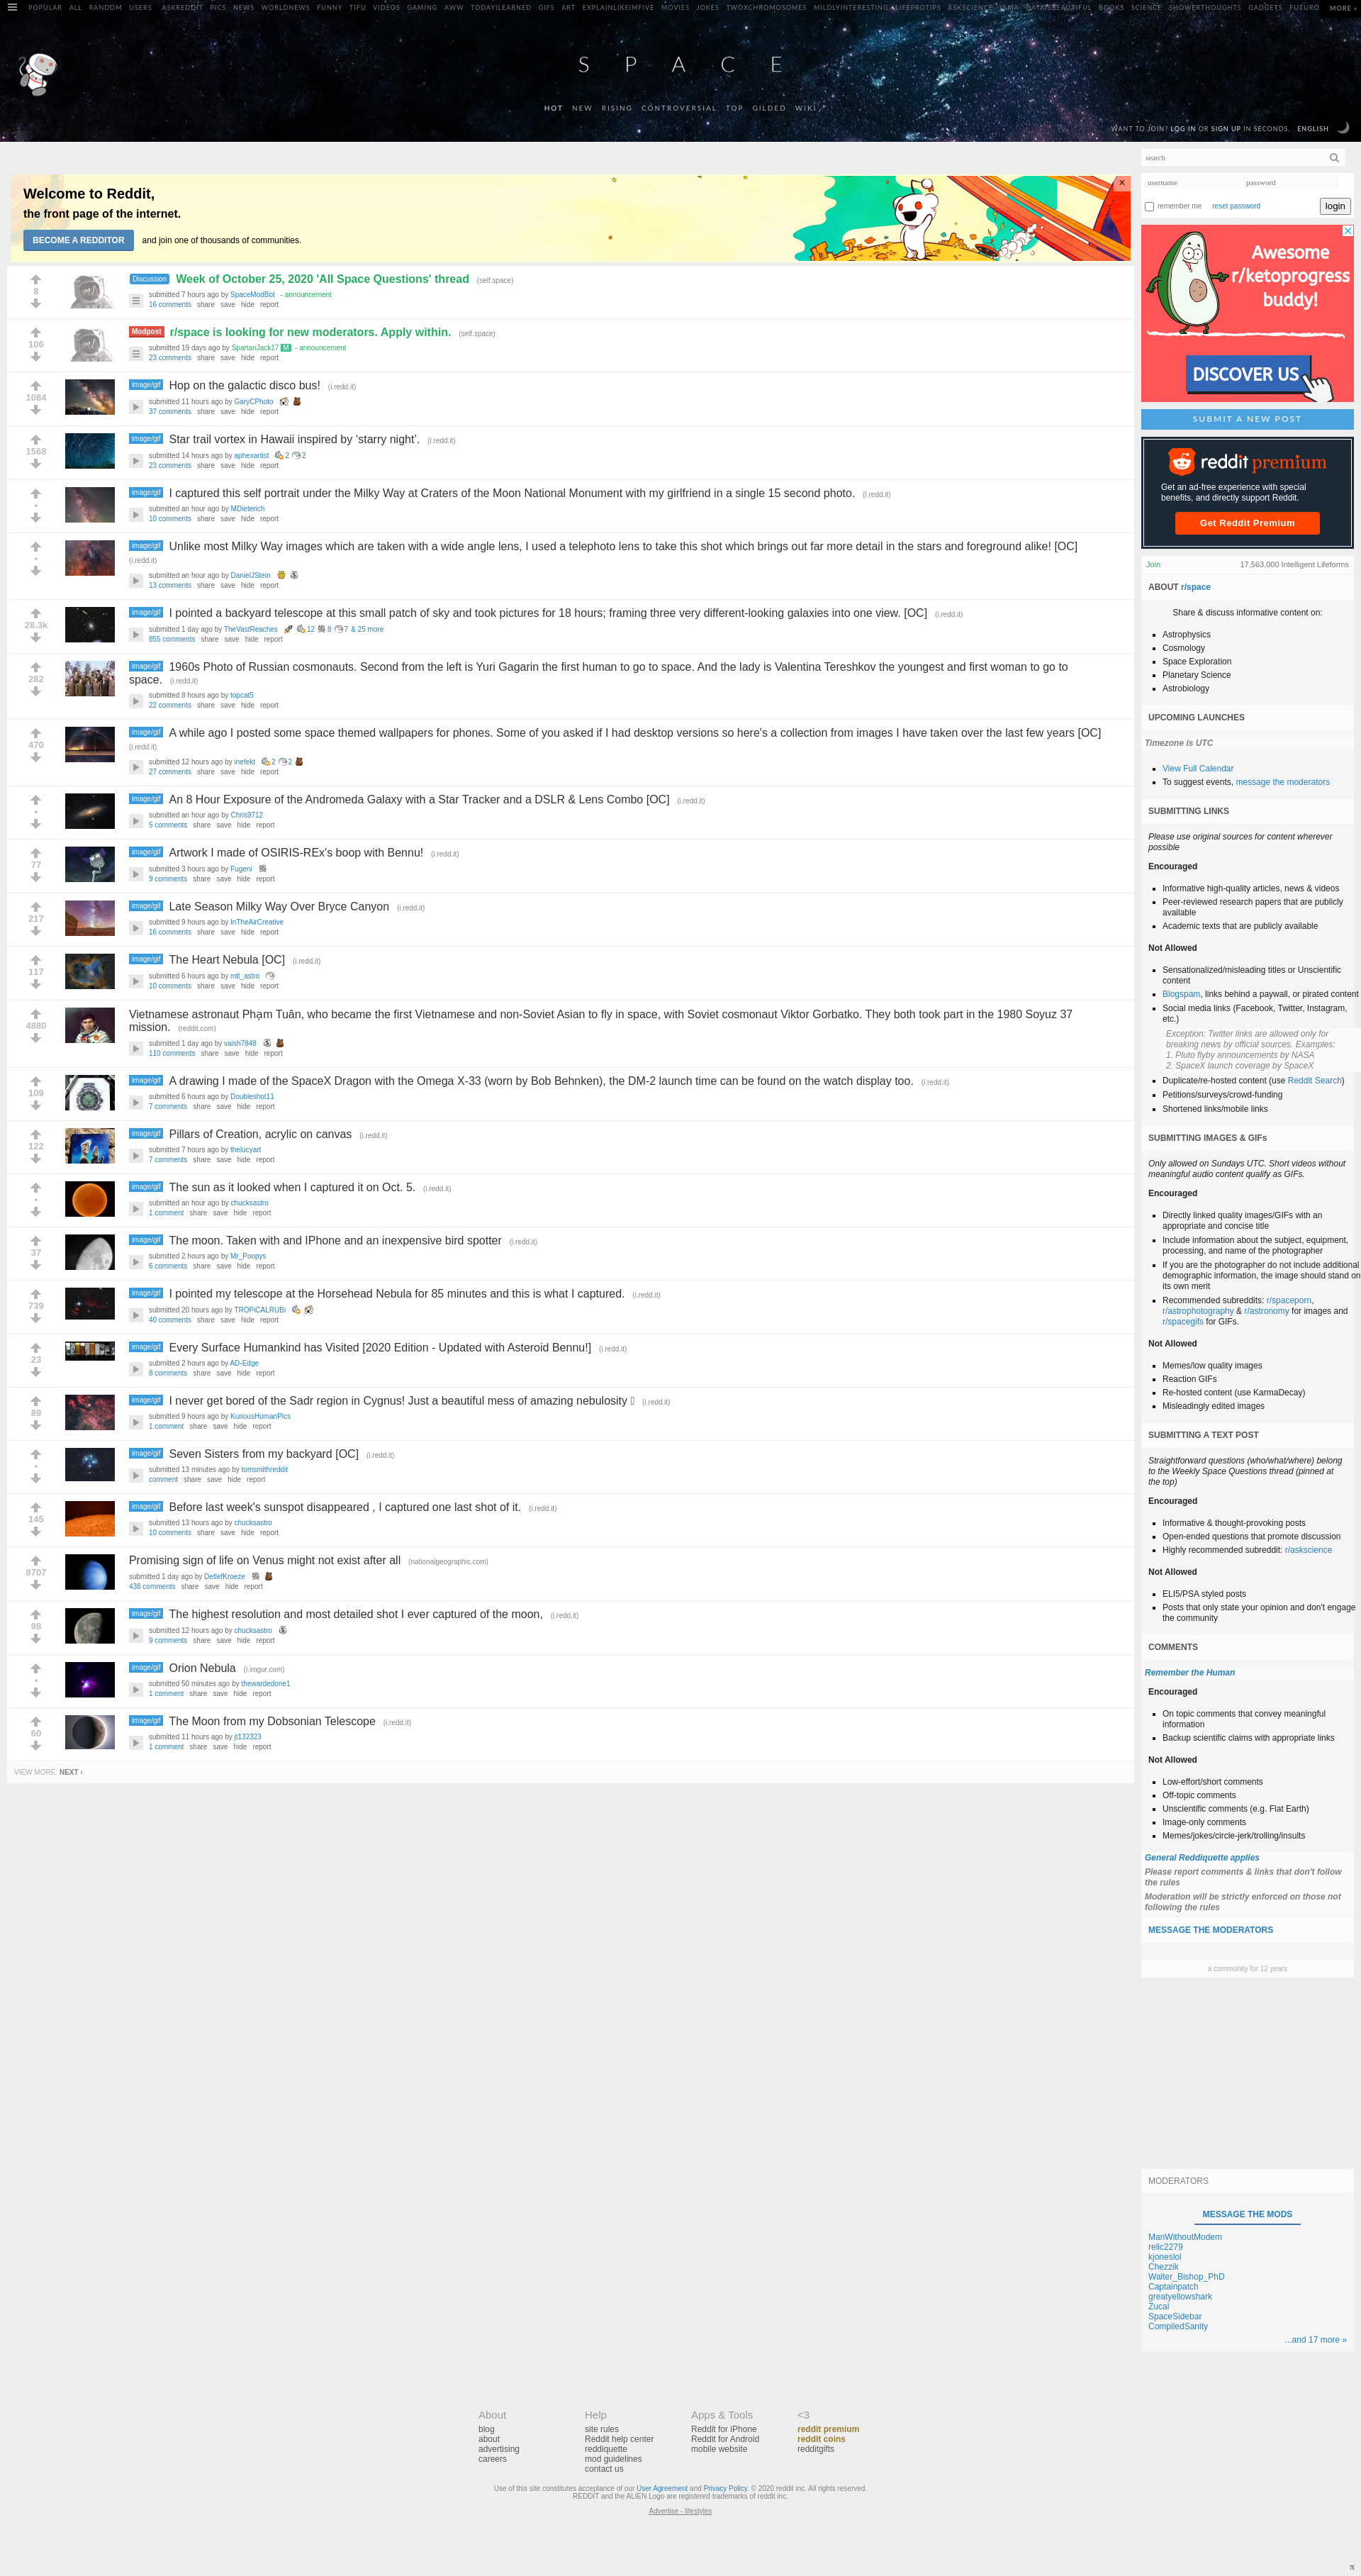 POPULAR ALL RANDOM USERS ASKREDDIT PICS NEWS WORLDNEWS FUNNY TIFU VIDEOS GAMING AWW TODAYILEARNED GIFS ART EXPLAINLIKEIMFIVE MOVIES JOKES TWOXCHROMOSOMES MILDLYINTERESTING LIFEPROTIPS ASKSCIENCE IAMA DATAISBEAUTIFUL BOOKS SCIENCE SHOWERTHOUGHTS GADGETS FUTURO MORE »
SPACE
HOT NEW RISING CONTROVERSIAL TOP GILDED WIKI
WANT TO JOIN? LOG IN OR SIGN UP IN SECONDS. ENGLISH
Welcome to Reddit,
the front page of the internet.
BECOME A REDDITOR and join one of thousands of communities.
8
Discussion Week of October 25, 2020 'All Space Questions' thread (self.space)
submitted 7 hours ago by SpaceModBot - announcement
16 comments share save hide report
106
Modpost r/space is looking for new moderators. Apply within. (self.space)
submitted 19 days ago by SpartanJack17 M - announcement
23 comments share save hide report
1084
image/gif Hop on the galactic disco bus! (i.redd.it)
submitted 11 hours ago by GaryCPhoto
37 comments share save hide report
1568
image/gif Star trail vortex in Hawaii inspired by ‘starry night’. (i.redd.it)
submitted 14 hours ago by aphexartist 2 2
23 comments share save hide report
•
image/gif I captured this self portrait under the Milky Way at Craters of the Moon National Monument with my girlfriend in a single 15 second photo. (i.redd.it)
submitted an hour ago by MDieterich
10 comments share save hide report
•
image/gif Unlike most Milky Way images which are taken with a wide angle lens, I used a telephoto lens to take this shot which brings out far more detail in the stars and foreground alike! [OC]
(i.redd.it)
submitted an hour ago by DanielJStein
13 comments share save hide report
28.3k
image/gif I pointed a backyard telescope at this small patch of sky and took pictures for 18 hours; framing three very different-looking galaxies into one view. [OC] (i.redd.it)
submitted 1 day ago by TheVastReaches 12 8 7 & 25 more
855 comments share save hide report
282
image/gif 1960s Photo of Russian cosmonauts. Second from the left is Yuri Gagarin the first human to go to space. And the lady is Valentina Tereshkov the youngest and first woman to go to
space. (i.redd.it)
submitted 8 hours ago by topcat5
22 comments share save hide report
470
image/gif A while ago I posted some space themed wallpapers for phones. Some of you asked if I had desktop versions so here's a collection from images I have taken over the last few years [OC]
(i.redd.it)
submitted 12 hours ago by inefekt 2 2
27 comments share save hide report
•
image/gif An 8 Hour Exposure of the Andromeda Galaxy with a Star Tracker and a DSLR & Lens Combo [OC] (i.redd.it)
submitted an hour ago by Chris9712
5 comments share save hide report
77
image/gif Artwork I made of OSIRIS-REx's boop with Bennu! (i.redd.it)
submitted 3 hours ago by Fugeni
9 comments share save hide report
217
image/gif Late Season Milky Way Over Bryce Canyon (i.redd.it)
submitted 9 hours ago by InTheAirCreative
16 comments share save hide report
117
image/gif The Heart Nebula [OC] (i.redd.it)
submitted 6 hours ago by mtl_astro
10 comments share save hide report
4880
Vietnamese astronaut Phạm Tuân, who became the first Vietnamese and non-Soviet Asian to fly in space, with Soviet cosmonaut Viktor Gorbatko. They both took part in the 1980 Soyuz 37
mission. (reddit.com)
submitted 1 day ago by vaish7848
110 comments share save hide report
109
image/gif A drawing I made of the SpaceX Dragon with the Omega X-33 (worn by Bob Behnken), the DM-2 launch time can be found on the watch display too. (i.redd.it)
submitted 6 hours ago by Doubleshot11
7 comments share save hide report
122
image/gif Pillars of Creation, acrylic on canvas (i.redd.it)
submitted 7 hours ago by thelucyart
7 comments share save hide report
•
image/gif The sun as it looked when I captured it on Oct. 5. (i.redd.it)
submitted an hour ago by chucksastro
1 comment share save hide report
37
image/gif The moon. Taken with and IPhone and an inexpensive bird spotter (i.redd.it)
submitted 2 hours ago by Mr_Poopys
6 comments share save hide report
739
image/gif I pointed my telescope at the Horsehead Nebula for 85 minutes and this is what I captured. (i.redd.it)
submitted 20 hours ago by TROPiCALRUBi
40 comments share save hide report
23
image/gif Every Surface Humankind has Visited [2020 Edition - Updated with Asteroid Bennu!] (i.redd.it)
submitted 2 hours ago by AD-Edge
8 comments share save hide report
89
image/gif I never get bored of the Sadr region in Cygnus! Just a beautiful mess of amazing nebulosity (i.redd.it)
submitted 9 hours ago by KuriousHumanPics
1 comment share save hide report
•
image/gif Seven Sisters from my backyard [OC] (i.redd.it)
submitted 13 minutes ago by tomsmithreddit
comment share save hide report
145
image/gif Before last week's sunspot disappeared , I captured one last shot of it. (i.redd.it)
submitted 13 hours ago by chucksastro
10 comments share save hide report
8707
Promising sign of life on Venus might not exist after all (nationalgeographic.com)
submitted 1 day ago by DetlefKroeze
438 comments share save hide report
98
image/gif The highest resolution and most detailed shot I ever captured of the moon, (i.redd.it)
submitted 12 hours ago by chucksastro
9 comments share save hide report
•
image/gif Orion Nebula (i.imgur.com)
submitted 50 minutes ago by thewardedone1
1 comment share save hide report
60
image/gif The Moon from my Dobsonian Telescope (i.redd.it)
submitted 11 hours ago by jt132323
1 comment share save hide report
VIEW MORE: NEXT ›
search
username password
remember me reset password login
Awesome
r/ketoprogress
buddy!
DISCOVER US
SUBMIT A NEW POST
reddit premium
Get an ad-free experience with special
benefits, and directly support Reddit.
Get Reddit Premium
Join 17,563,000 Intelligent Lifeforms
ABOUT r/space
Share & discuss informative content on:
Astrophysics
Cosmology
Space Exploration
Planetary Science
Astrobiology
UPCOMING LAUNCHES
Timezone is UTC
View Full Calendar
To suggest events, message the moderators
SUBMITTING LINKS
Please use original sources for content wherever
possible
Encouraged
Informative high-quality articles, news & videos
Peer-reviewed research papers that are publicly
available
Academic texts that are publicly available
Not Allowed
Sensationalized/misleading titles or Unscientific
content
Blogspam, links behind a paywall, or pirated content
Social media links (Facebook, Twitter, Instagram,
etc.)
Exception: Twitter links are allowed only for
breaking news by official sources. Examples:
1. Pluto flyby announcements by NASA
2. SpaceX launch coverage by SpaceX
Duplicate/re-hosted content (use Reddit Search)
Petitions/surveys/crowd-funding
Shortened links/mobile links
SUBMITTING IMAGES & GIFs
Only allowed on Sundays UTC. Short videos without
meaningful audio content qualify as GIFs.
Encouraged
Directly linked quality images/GIFs with an
appropriate and concise title
Include information about the subject, equipment,
processing, and name of the photographer
If you are the photographer do not include additional
demographic information, the image should stand on
its own merit
Recommended subreddits: r/spaceporn,
r/astrophotography & r/astronomy for images and
r/spacegifs for GIFs.
Not Allowed
Memes/low quality images
Reaction GIFs
Re-hosted content (use KarmaDecay)
Misleadingly edited images
SUBMITTING A TEXT POST
Straightforward questions (who/what/where) belong
to the Weekly Space Questions thread (pinned at
the top)
Encouraged
Informative & thought-provoking posts
Open-ended questions that promote discussion
Highly recommended subreddit: r/askscience
Not Allowed
ELI5/PSA styled posts
Posts that only state your opinion and don't engage
the community
COMMENTS
Remember the Human
Encouraged
On topic comments that convey meaningful
information
Backup scientific claims with appropriate links
Not Allowed
Low-effort/short comments
Off-topic comments
Unscientific comments (e.g. Flat Earth)
Image-only comments
Memes/jokes/circle-jerk/trolling/insults
General Reddiquette applies
Please report comments & links that don't follow
the rules
Moderation will be strictly enforced on those not
following the rules
MESSAGE THE MODERATORS
a community for 12 years
MODERATORS
MESSAGE THE MODS
ManWithoutModem
relic2279
kjoneslol
Chezzik
Walter_Bishop_PhD
Captainpatch
greatyellowshark
Zucal
SpaceSidebar
CompiledSanity
...and 17 more »
About
blog
about
advertising
careers
Help
site rules
Reddit help center
reddiquette
mod guidelines
contact us
Apps & Tools
Reddit for iPhone
Reddit for Android
mobile website
<3
reddit premium
reddit coins
redditgifts
Use of this site constitutes acceptance of our User Agreement and Privacy Policy. © 2020 reddit inc. All rights reserved.
REDDIT and the ALIEN Logo are registered trademarks of reddit inc.
Advertise - lifestyles
π